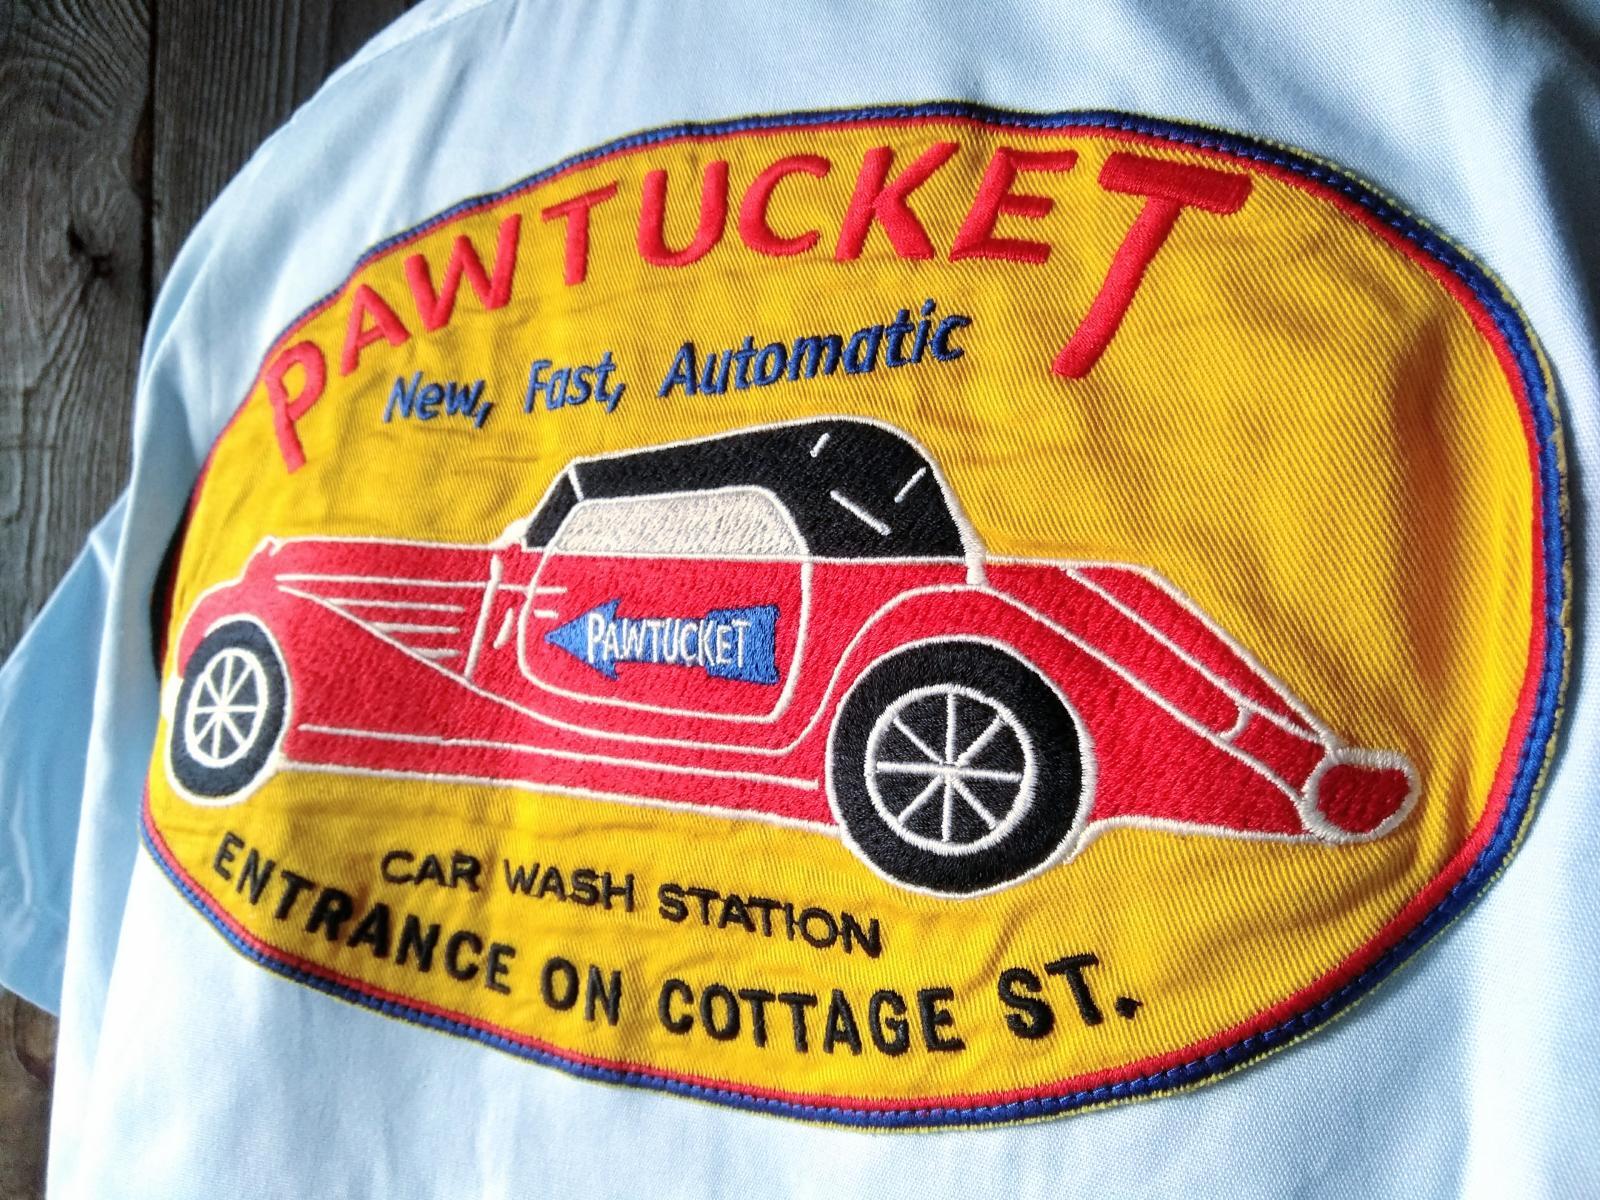 PAWTUCKET
New, Fast, Automatic
PAWTUCKET
CAR WASH STATION
ENTRANCE ON COTTAGE ST.